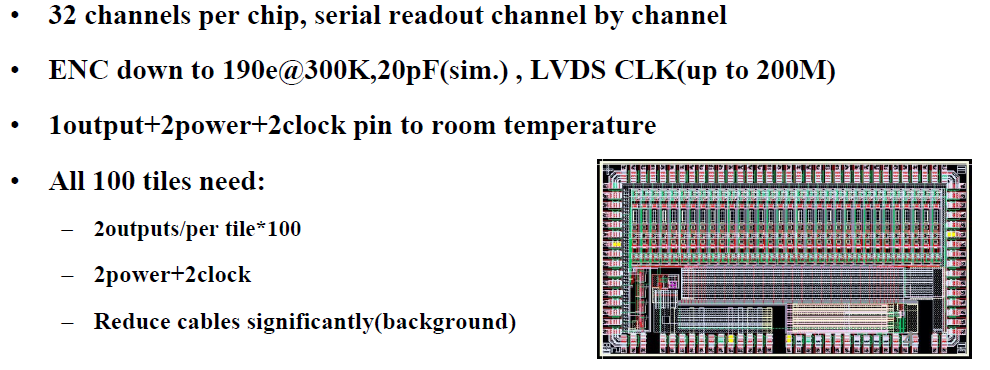 • 32 channels per chip, serial readout channel by channel
• ENC down to 190e@300K,20pF(sim.) , LVDS CLK(up to 200M)
• 1output+2power+2clock pin to room temperature
• All 100 tiles need:
– 2outputs/per tile*100
– 2power+2clock
– Reduce cables significantly(background)